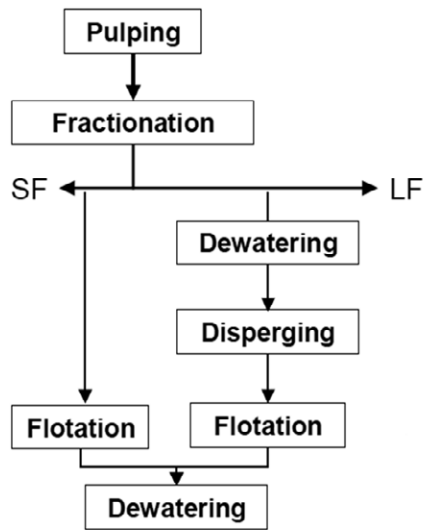 Pulping
Fractionation
SF
LF
Dewatering
Disperging
Flotation
Flotation
Dewatering